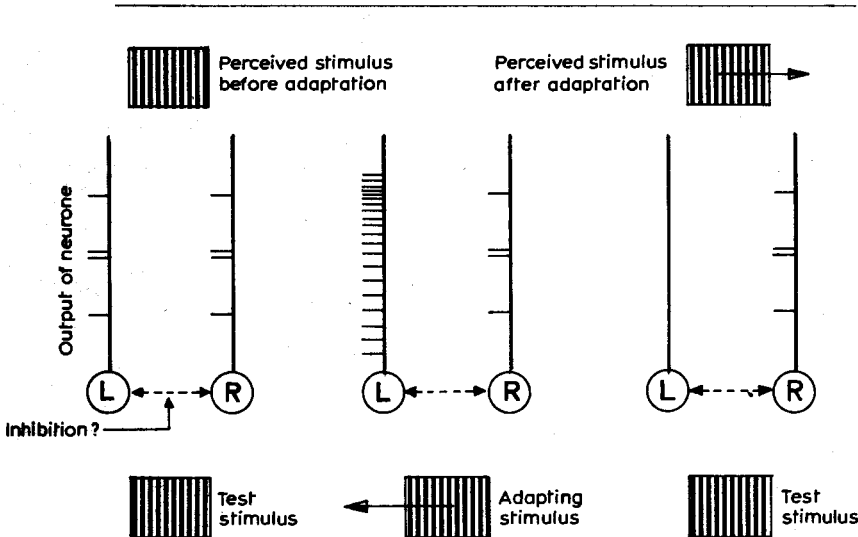 Perceived stimulus
before adaptation
Perceived stimulus
after adaptation
Output of neurone
L
R
L
R
L
R
Inhibition?
Test
stimulus
Adapting
stimulus
Test
stimulus